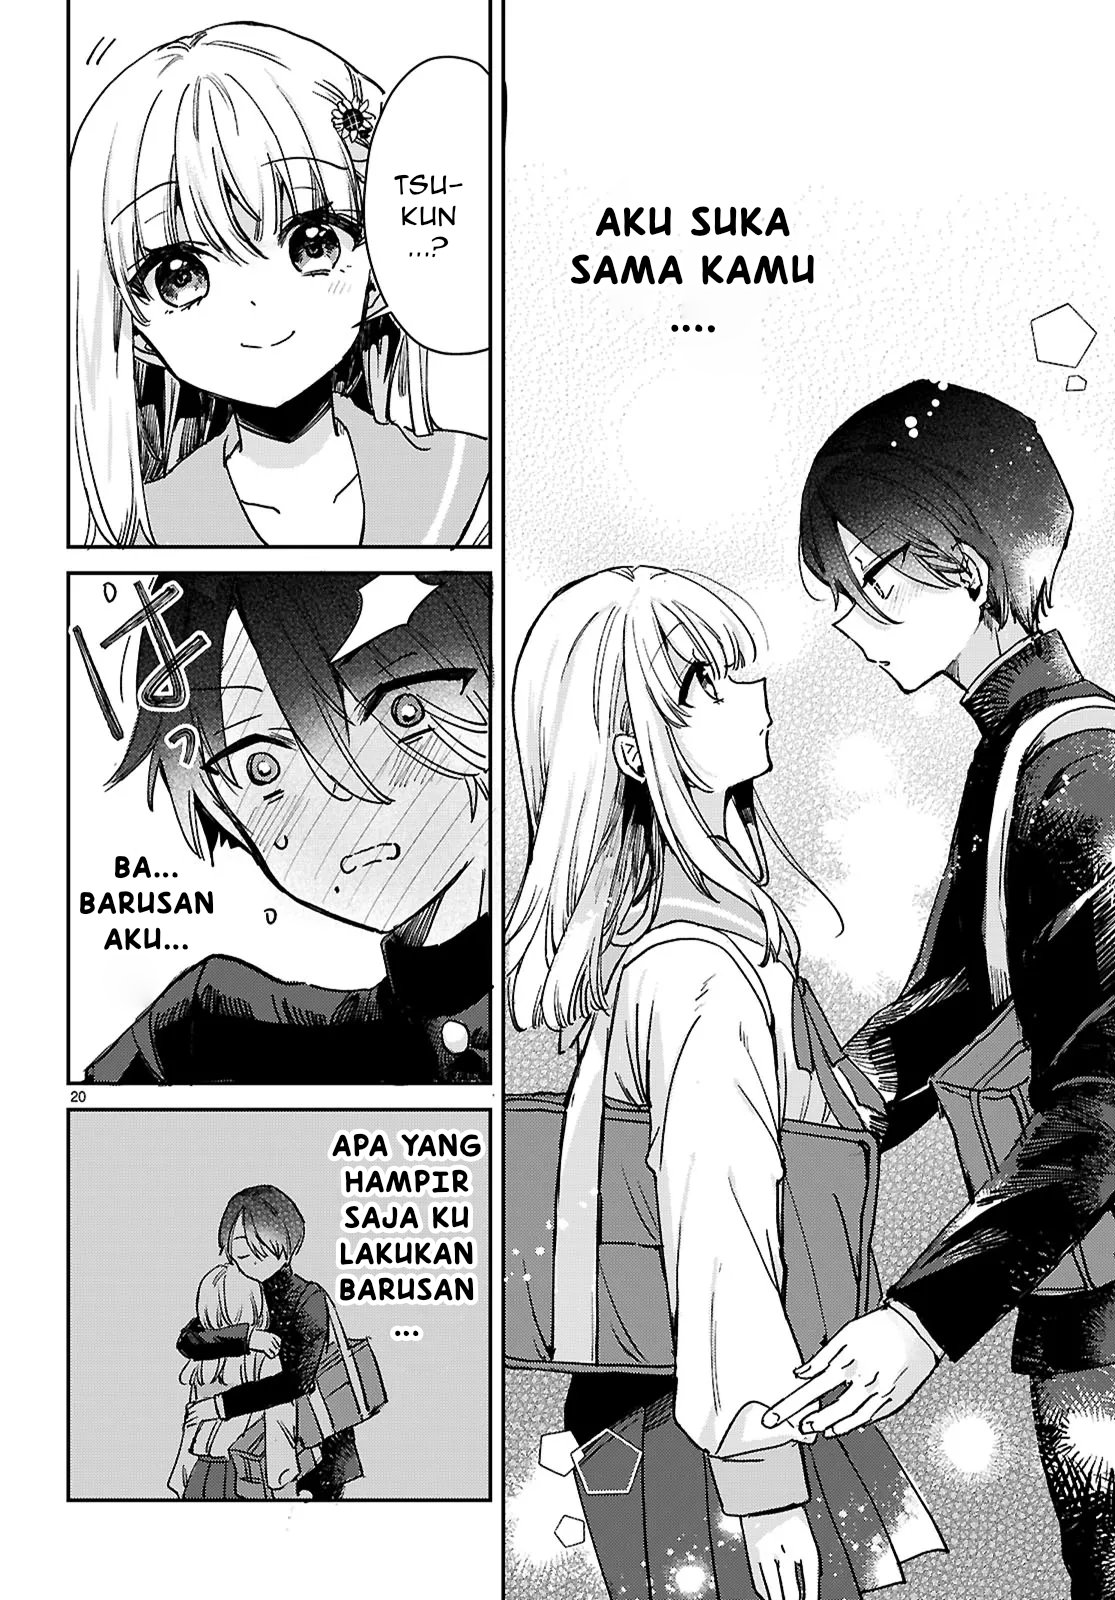 AKU SUKA
SAMA KAMU
....
TSU-
KUN
...?
はっ
BA...
BARUSAN
AKU...
20
APA YANG
HAMPIR
SAJA KU
LAKUKAN
BARUSAN
...